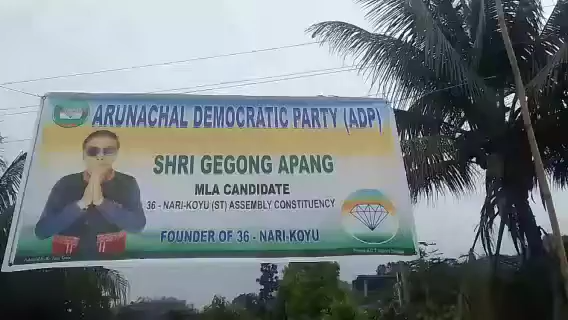 ARUNACHAL DEMOCRATIC PARTY (ADP)
SHRI GEGONG APANG
MLA CANDIDATE
36 - NARI-KOYU (ST) ASSEMBLY CONSTITUENCY
FOUNDER OF 36 - NARI-KOYU